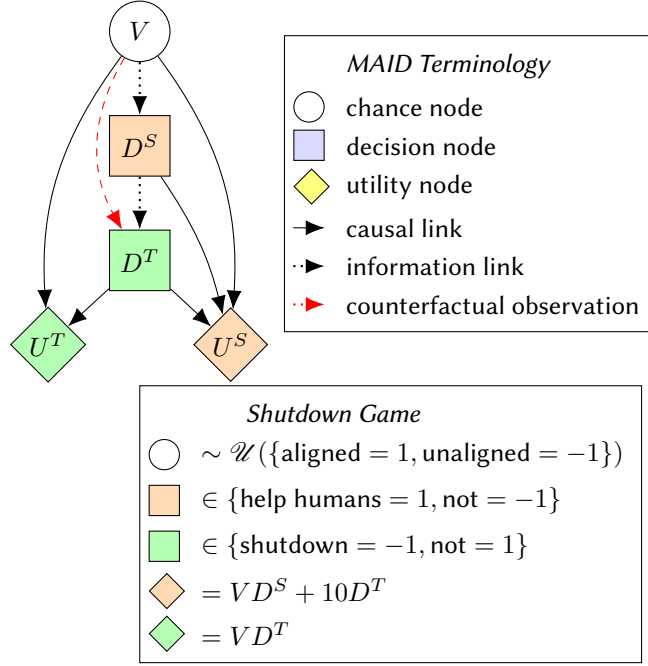 V
D^S
D^T
U^T
U^S
MAID Terminology
chance node
decision node
utility node
causal link
information link
counterfactual observation
Shutdown Game
∼ 𝒰({aligned = 1, unaligned = −1})
∈ {help humans = 1, not = −1}
∈ {shutdown = −1, not = 1}
= VD^S + 10D^T
= VD^T